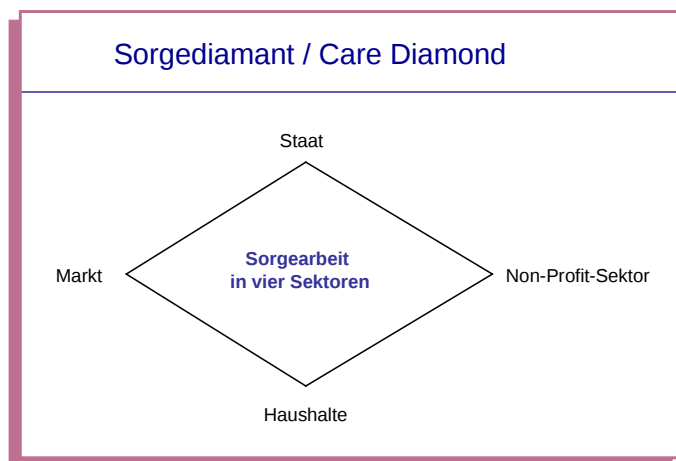 Sorgediamant / Care Diamond
Staat
Sorgearbeit
in vier Sektoren
Markt
Non-Profit-Sektor
Haushalte